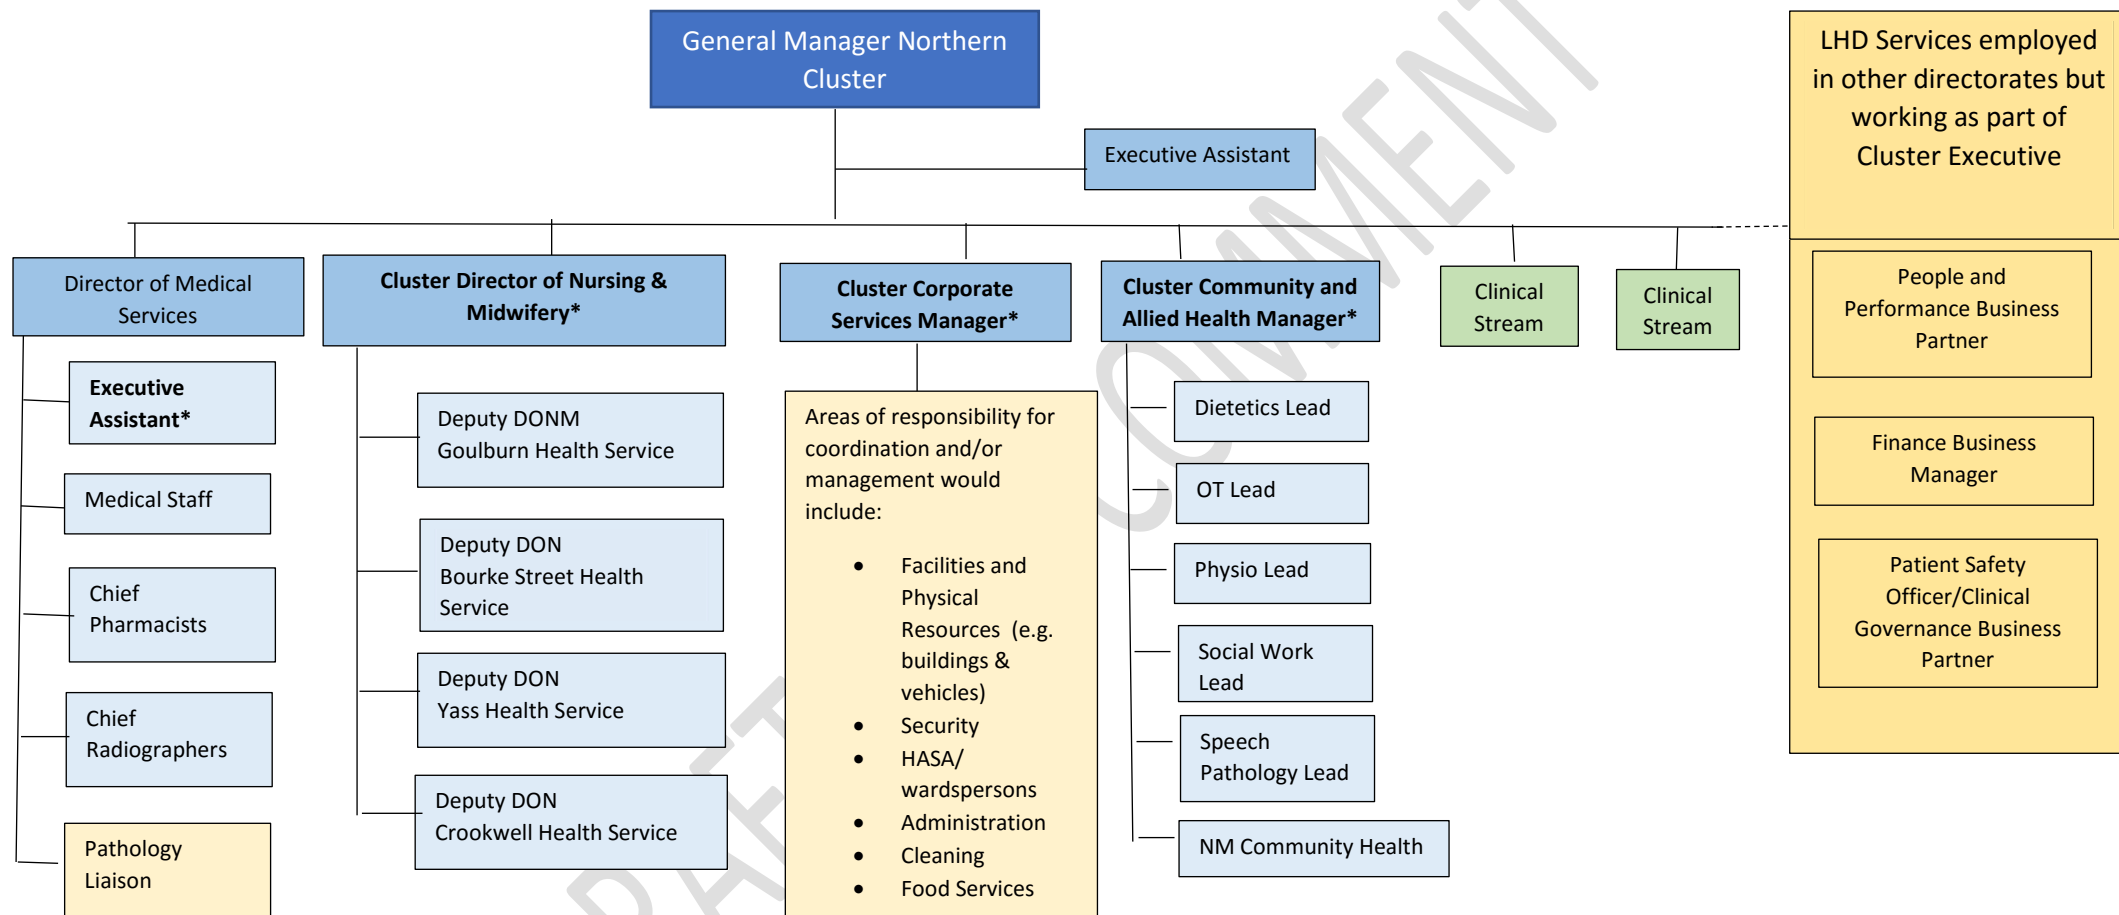 General Manager Northern
Cluster
Executive Assistant
LHD Services employed
in other directorates but
working as part of
Cluster Executive
Director of Medical
Services
Executive
Assistant*
Medical Staff
Chief
Pharmacists
Chief
Radiographers
Pathology
Liaison
Cluster Director of Nursing &
Midwifery*
Deputy DONM
Goulburn Health Service
Deputy DON
Bourke Street Health
Service
Deputy DON
Yass Health Service
Deputy DON
Crookwell Health Service
Cluster Corporate
Services Manager*
Areas of responsibility for
coordination and/or
management would
include:
• Facilities and
Physical
Resources (e.g.
buildings &
vehicles)
• Security
• HASA/
wardspersons
• Administration
• Cleaning
• Food Services
Cluster Community and
Allied Health Manager*
Dietetics Lead
OT Lead
Physio Lead
Social Work
Lead
Speech
Pathology Lead
NM Community Health
Clinical
Stream
Clinical
Stream
People and
Performance Business
Partner
Finance Business
Manager
Patient Safety
Officer/Clinical
Governance Business
Partner
COMMENT